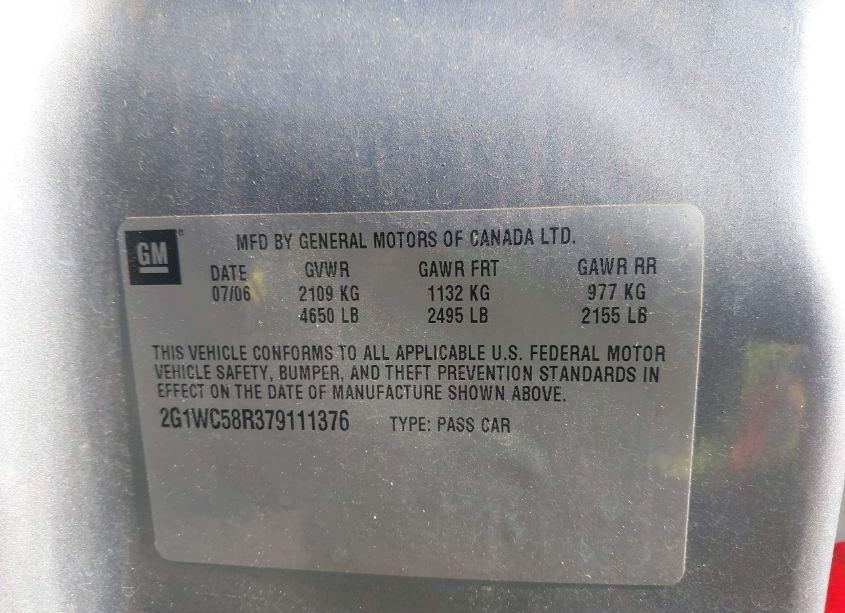 GM ® MFD BY GENERAL MOTORS OF CANADA LTD.
DATE GVWR GAWR FRT GAWR RR
07/06 2109 KG 1132 KG 977 KG
4650 LB 2495 LB 2155 LB
THIS VEHICLE CONFORMS TO ALL APPLICABLE U.S. FEDERAL MOTOR
VEHICLE SAFETY, BUMPER, AND THEFT PREVENTION STANDARDS IN
EFFECT ON THE DATE OF MANUFACTURE SHOWN ABOVE.
2G1WC58R379111376 TYPE: PASS CAR